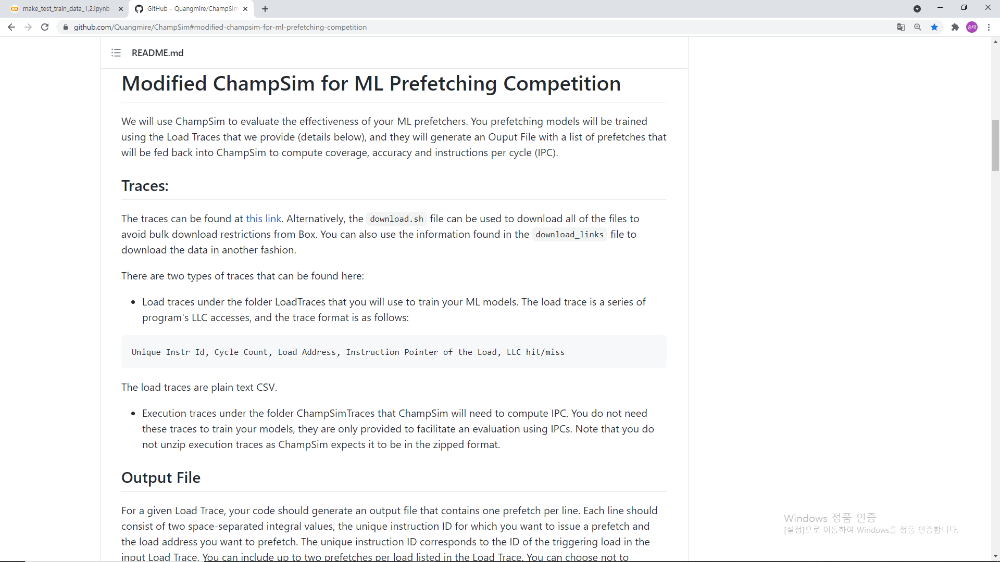 make_test_train_data_1,2.ipynb
GitHub - Quangmire/ChampSim
github.com/Quangmire/ChampSim#modified-champsim-for-ml-prefetching-competition
승태
README.md
Modified ChampSim for ML Prefetching Competition
We will use ChampSim to evaluate the effectiveness of your ML prefetchers. You prefetching models will be trained
using the Load Traces that we provide (details below), and they will generate an Ouput File with a list of prefetches that
will be fed back into ChampSim to compute coverage, accuracy and instructions per cycle (IPC).
Traces:
The traces can be found at this link. Alternatively, the download.sh file can be used to download all of the files to
avoid bulk download restrictions from Box. You can also use the information found in the download_links file to
download the data in another fashion.
There are two types of traces that can be found here:
• Load traces under the folder LoadTraces that you will use to train your ML models. The load trace is a series of
program's LLC accesses, and the trace format is as follows:
Unique Instr Id, Cycle Count, Load Address, Instruction Pointer of the Load, LLC hit/miss
The load traces are plain text CSV.
• Execution traces under the folder ChampSimTraces that ChampSim will need to compute IPC. You do not need
these traces to train your models, they are only provided to facilitate an evaluation using IPCs. Note that you do
not unzip execution traces as ChampSim expects it to be in the zipped format.
Output File
For a given Load Trace, your code should generate an output file that contains one prefetch per line. Each line should
consist of two space-separated integral values, the unique instruction ID for which you want to issue a prefetch and
the load address you want to prefetch. The unique instruction ID corresponds to the ID of the triggering load in the
input Load Trace. You can include up to two prefetches per load listed in the Load Trace. You can choose not to
Windows 정품 인증
[설정]으로 이동하여 Windows를 정품 인증합니다.